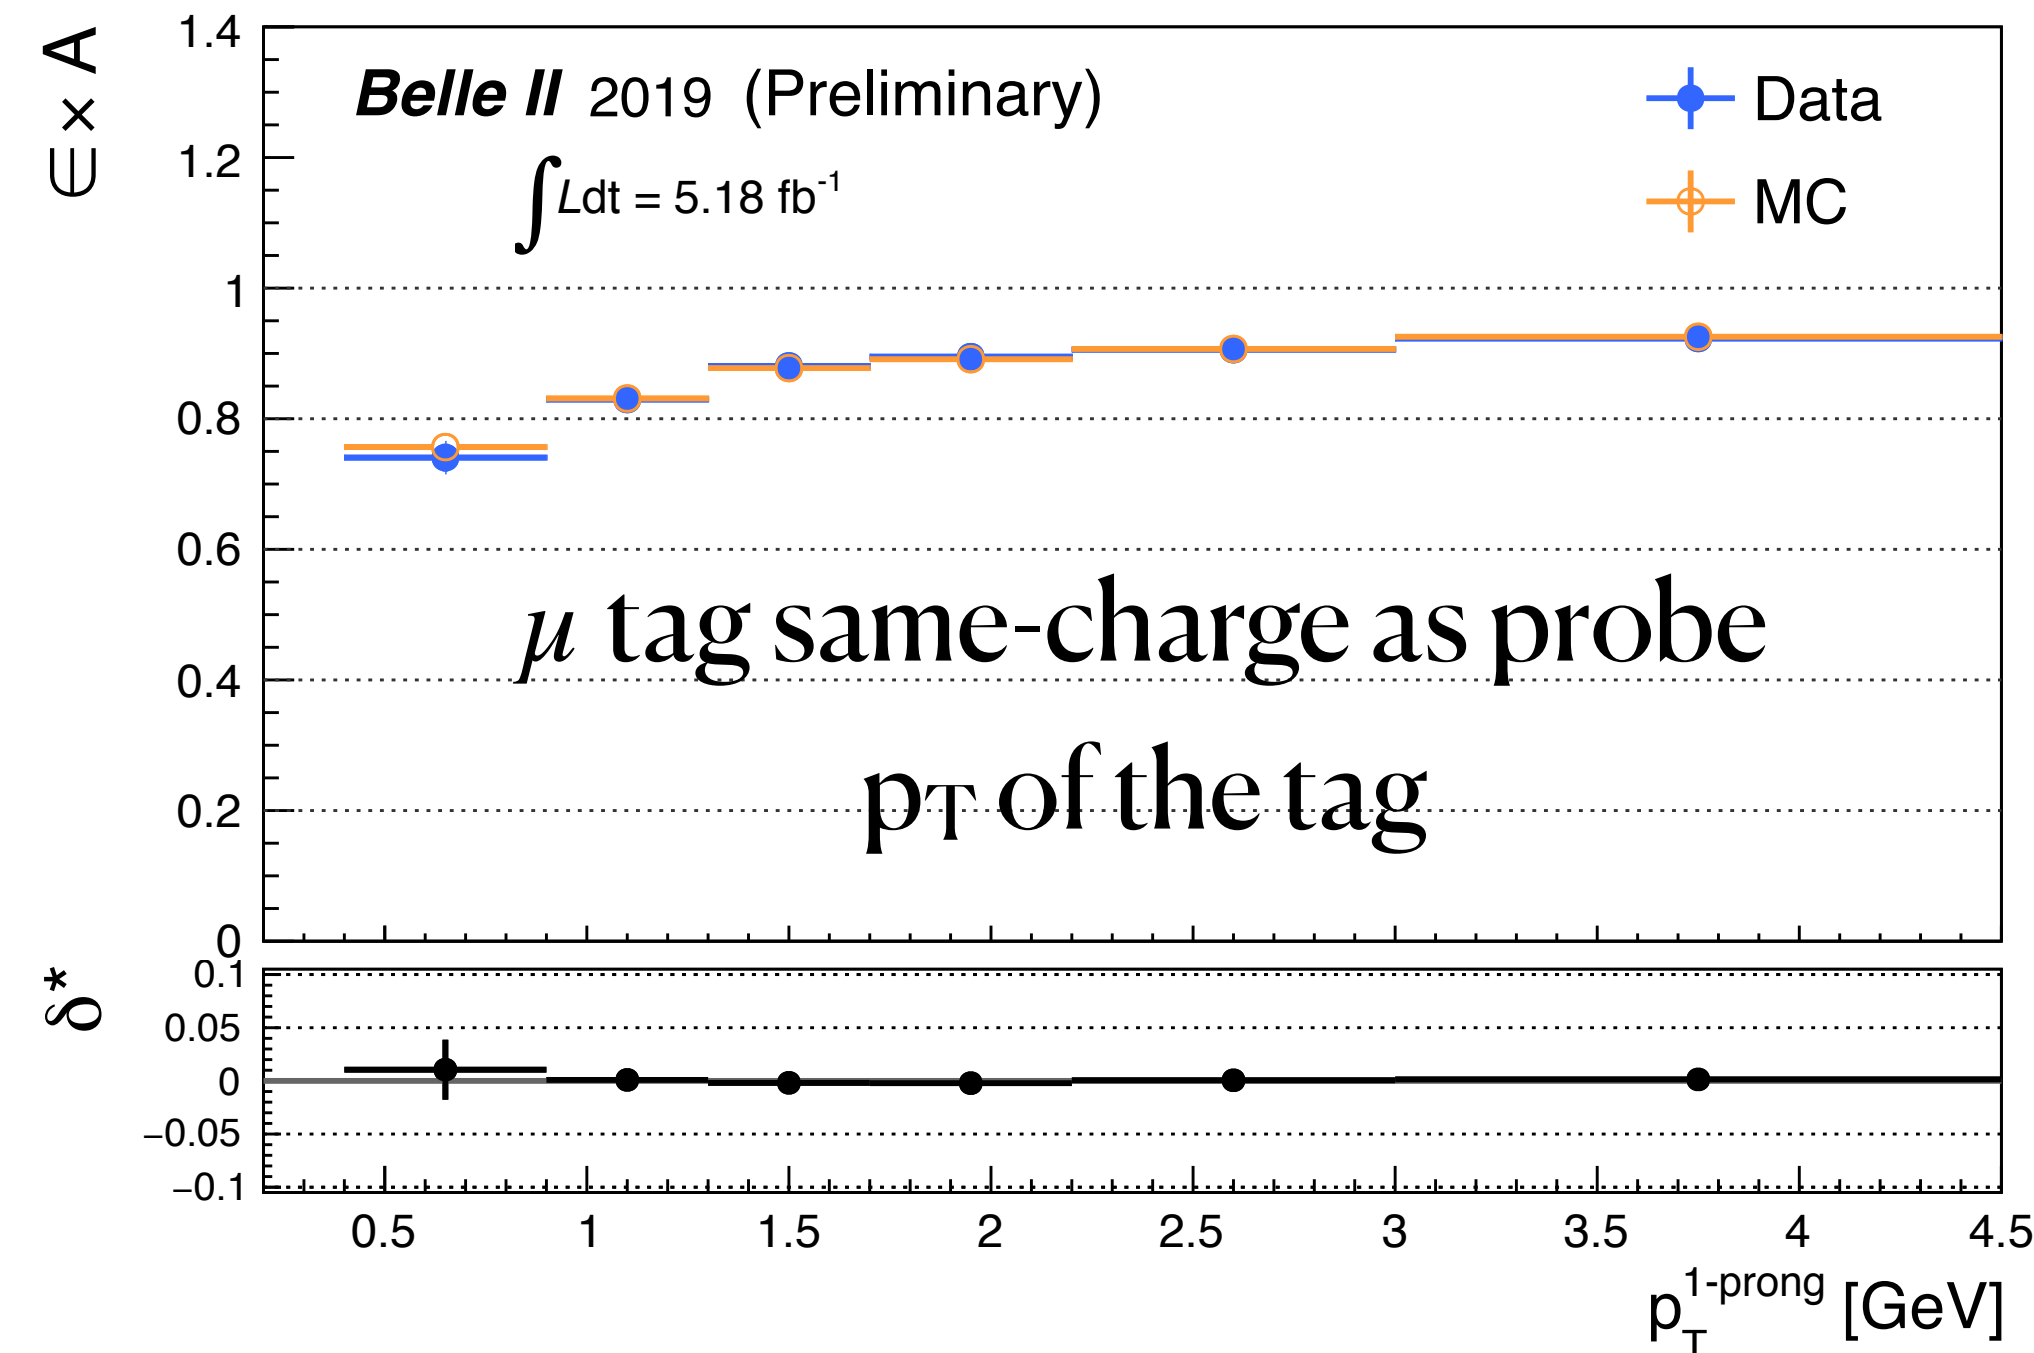 ∈ × A
1.4
1.2
1
0.8
0.6
0.4
0.2
0
Belle II 2019 (Preliminary)
∫Ldt = 5.18 fb⁻¹
Data
MC
μ tag same-charge as probe
pT of the tag
δ*
0.1
0.05
0
−0.05
−0.1
0.5 1 1.5 2 2.5 3 3.5 4 4.5
p_T^1-prong [GeV]